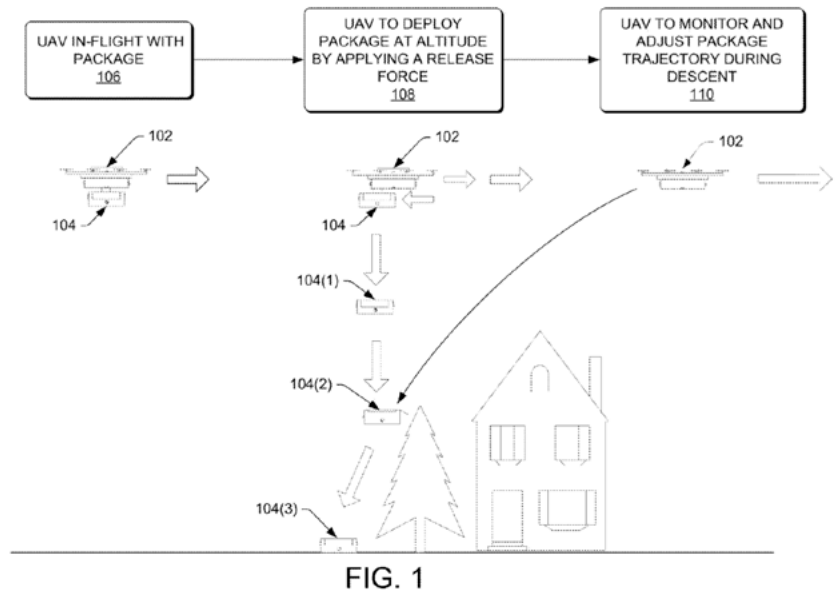 UAV IN-FLIGHT WITH
PACKAGE
106
UAV TO DEPLOY
PACKAGE AT ALTITUDE
BY APPLYING A RELEASE
FORCE
108
UAV TO MONITOR AND
ADJUST PACKAGE
TRAJECTORY DURING
DESCENT
110
102
104
102
104
102
104(1)
104(2)
104(3)
FIG. 1